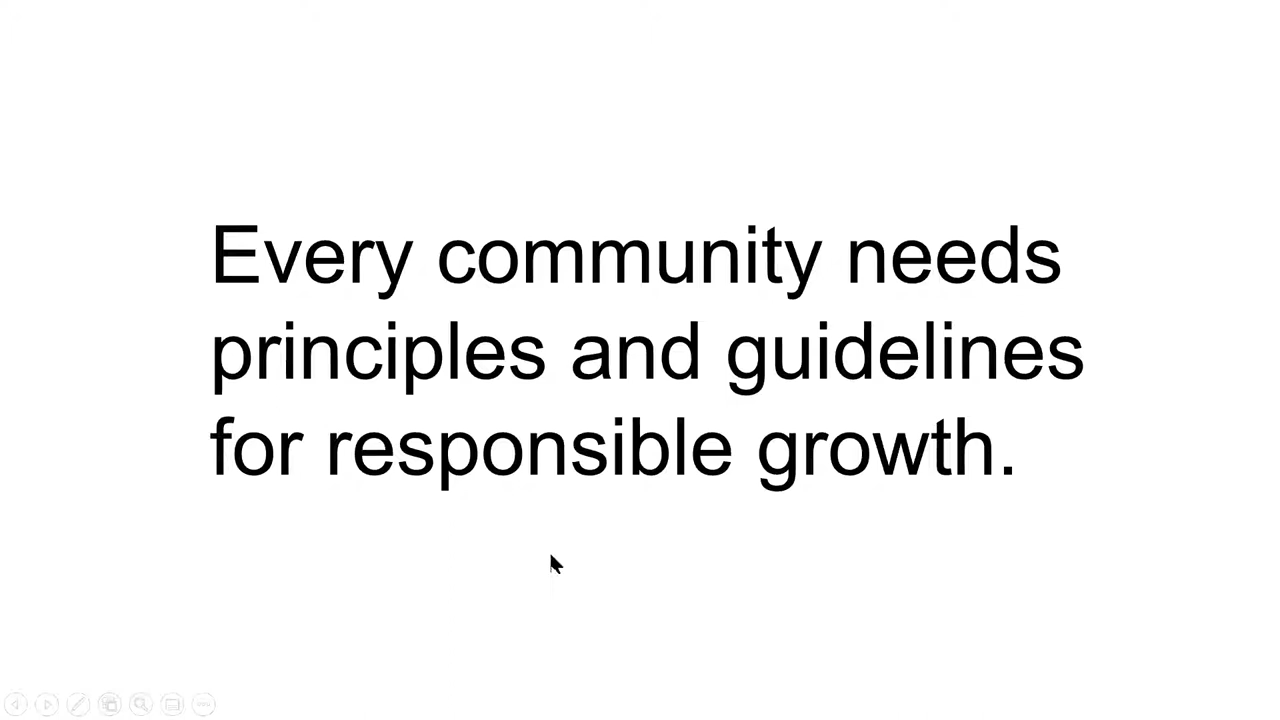 Every community needs
principles and guidelines
for responsible growth.